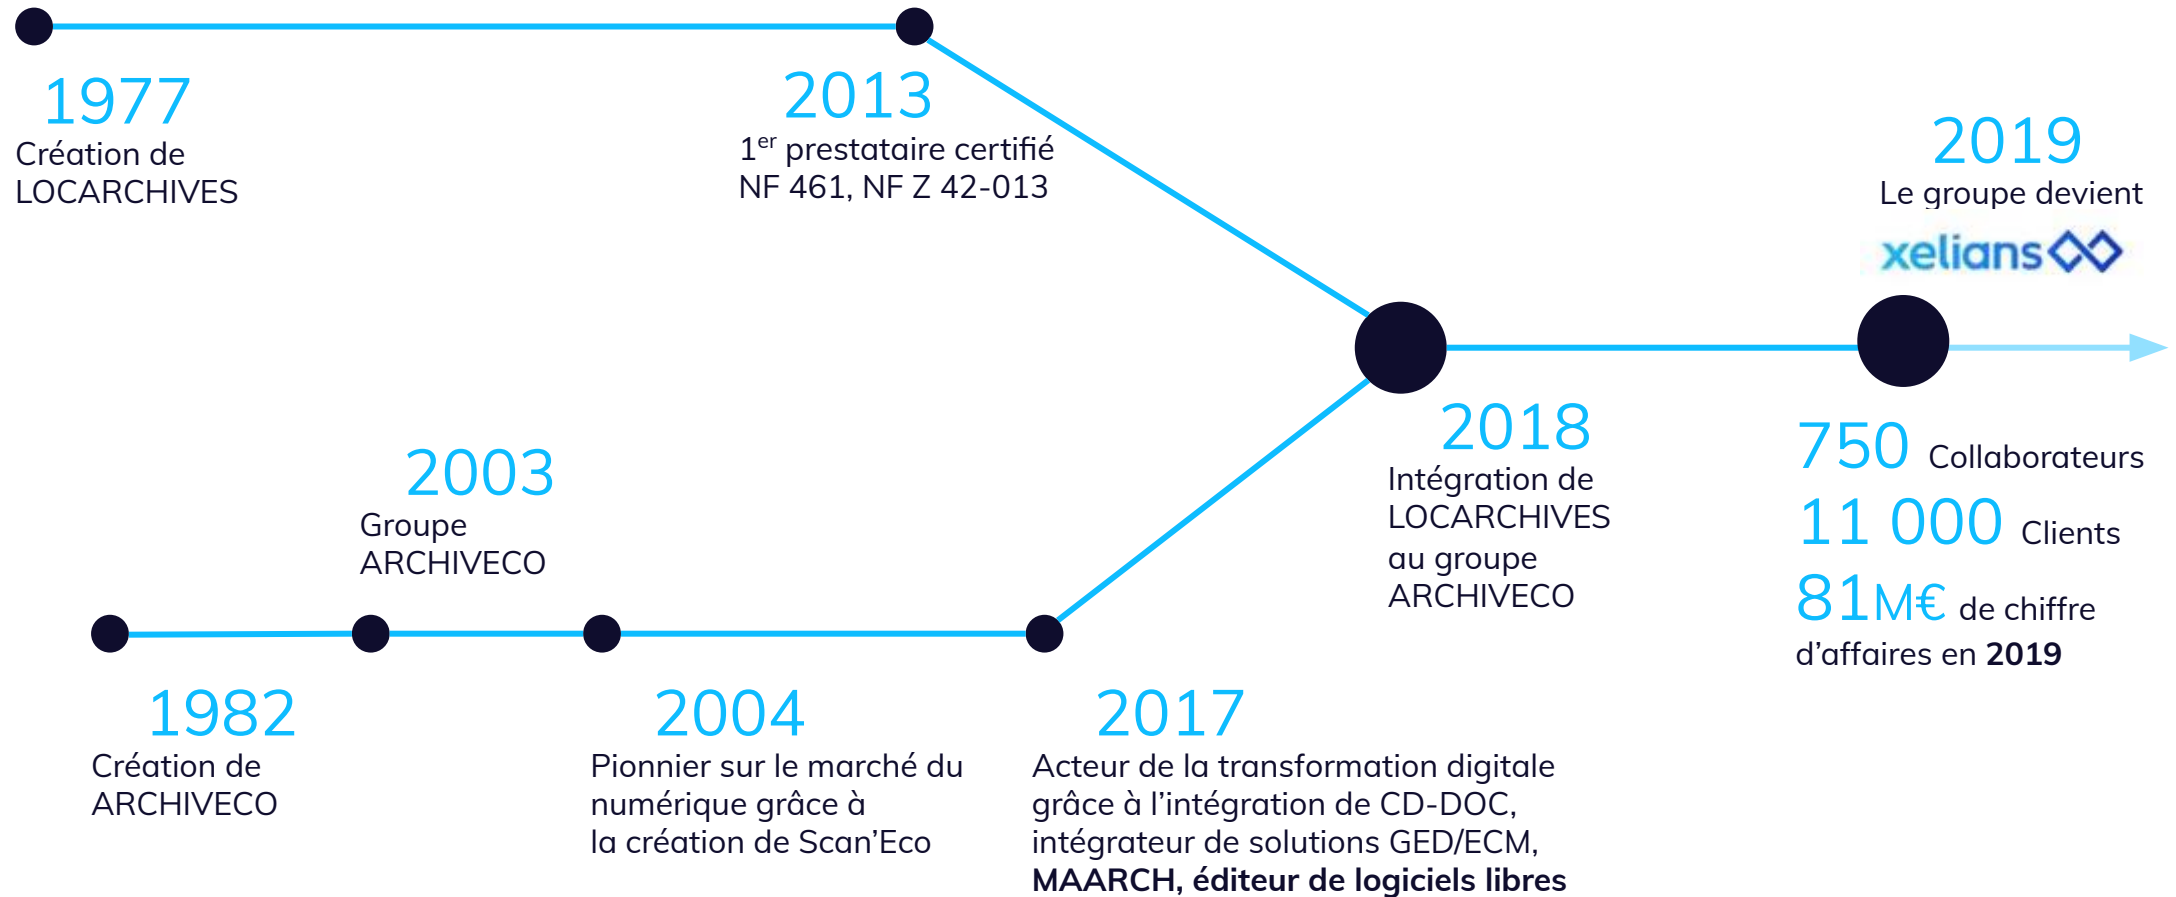 1977
Création de
LOCARCHIVES
2013
1er prestataire certifié
NF 461, NF Z 42-013
2019
Le groupe devient
xelians
2003
Groupe
ARCHIVECO
2018
Intégration de
LOCARCHIVES
au groupe
ARCHIVECO
750 Collaborateurs
11 000 Clients
81M€ de chiffre
d’affaires en 2019
1982
Création de
ARCHIVECO
2004
Pionnier sur le marché du
numérique grâce à
la création de Scan’Eco
2017
Acteur de la transformation digitale
grâce à l’intégration de CD-DOC,
intégrateur de solutions GED/ECM,
MAARCH, éditeur de logiciels libres